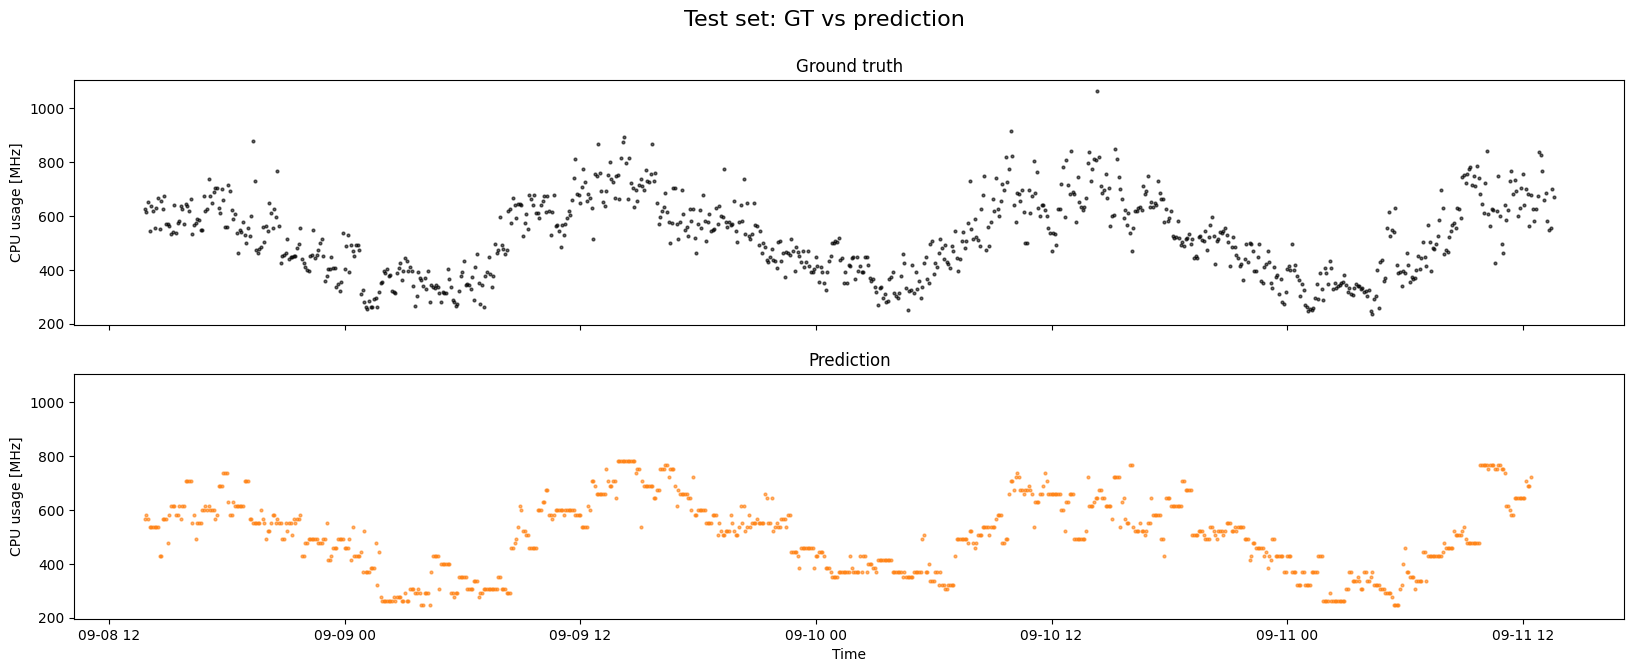 Test set: GT vs prediction
Ground truth
CPU usage [MHz]
1000
800
600
400
200
Prediction
CPU usage [MHz]
1000
800
600
400
200
09-08 12 09-09 00 09-09 12 09-10 00 09-10 12 09-11 00 09-11 12
Time